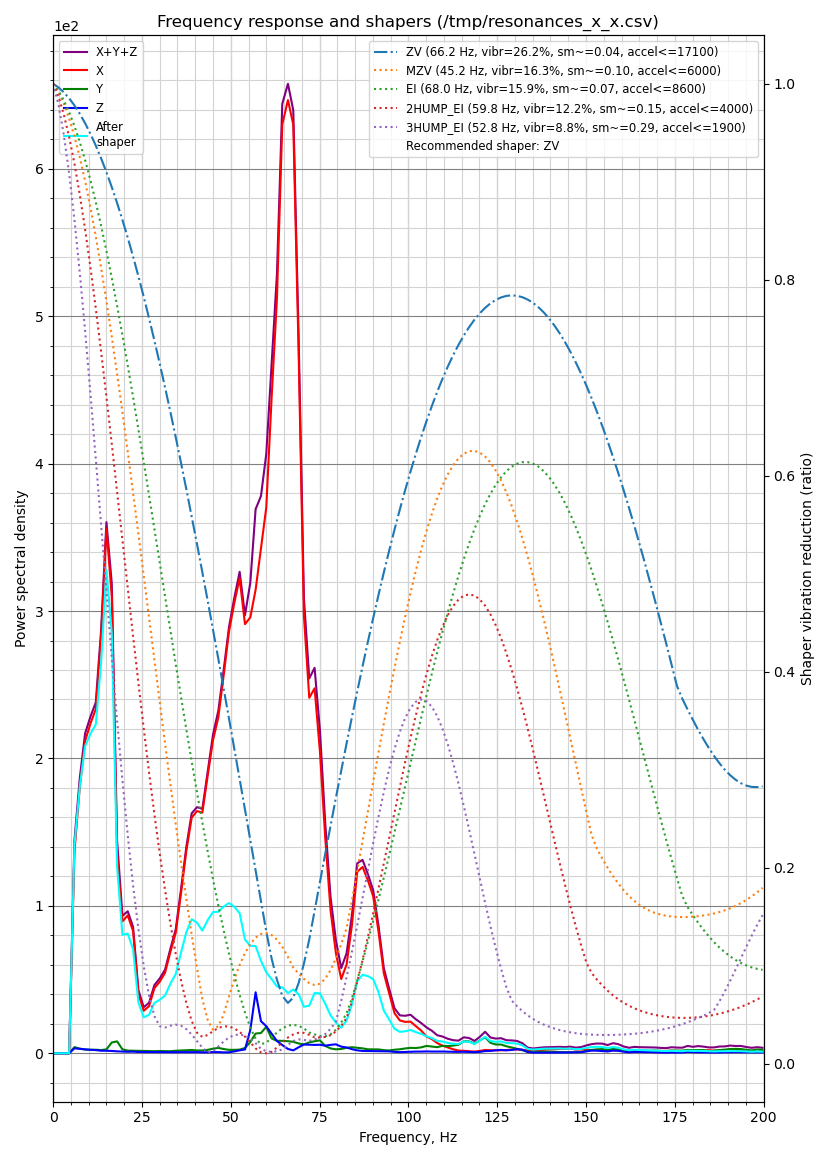 Frequency response and shapers (/tmp/resonances_x_x.csv)
1e2
X+Y+Z
X
Y
Z
After
shaper
ZV (66.2 Hz, vibr=26.2%, sm~=0.04, accel<=17100)
MZV (45.2 Hz, vibr=16.3%, sm~=0.10, accel<=6000)
EI (68.0 Hz, vibr=15.9%, sm~=0.07, accel<=8600)
2HUMP_EI (59.8 Hz, vibr=12.2%, sm~=0.15, accel<=4000)
3HUMP_EI (52.8 Hz, vibr=8.8%, sm~=0.29, accel<=1900)
Recommended shaper: ZV
Power spectral density
6
5
4
3
2
1
0
1.0
0.8
0.6
0.4
0.2
0.0
Shaper vibration reduction (ratio)
0 25 50 75 100 125 150 175 200
Frequency, Hz